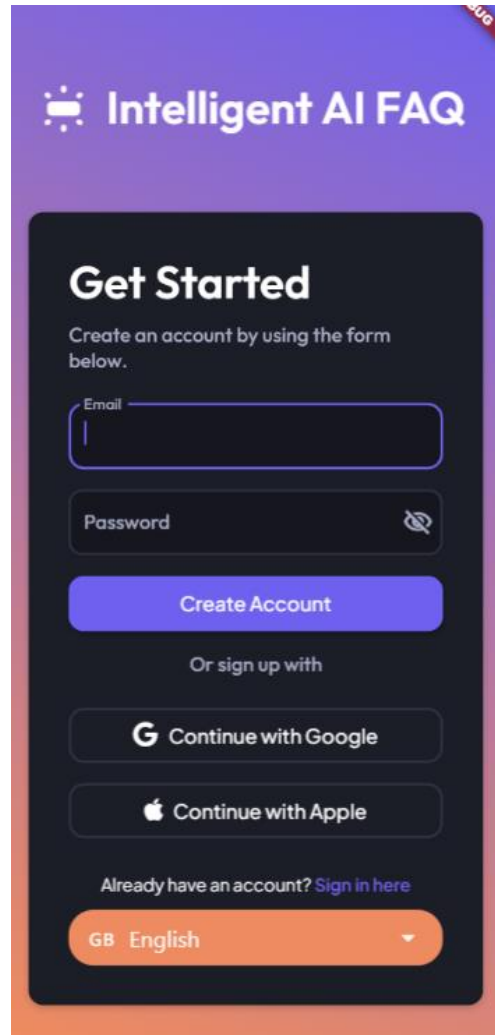 Intelligent AI FAQ
Get Started
Create an account by using the form
below.
Email
Password
Create Account
Or sign up with
Continue with Google
Continue with Apple
Already have an account? Sign in here
GB English